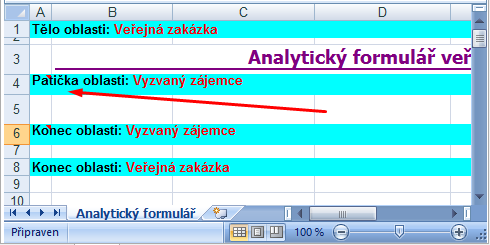 A B C D
1 Tělo oblasti: Veřejná zakázka
2
3 Analytický formulář veř
4 Patička oblasti: Vyzvaný zájemce
5
6 Konec oblasti: Vyzvaný zájemce
7
8 Konec oblasti: Veřejná zakázka
9
10
Analytický formulář
Připraven 100 %